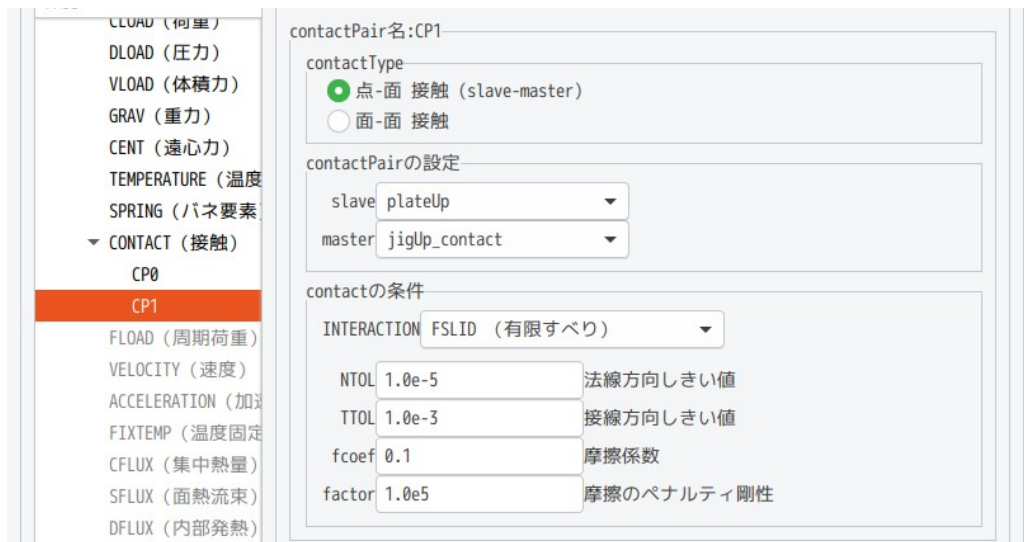 CLOAD (荷重)
DLOAD (圧力)
VLOAD (体積力)
GRAV (重力)
CENT (遠心力)
TEMPERATURE (温度
SPRING (バネ要素
CONTACT (接触)
CP0
CP1
FLOAD (周期荷重)
VELOCITY (速度)
ACCELERATION (加速
FIXTEMP (温度固定
CFLUX (集中熱量)
SFLUX (面熱流束)
DFLUX (内部発熱)
contactPair名:CP1
contactType
点-面 接触 (slave-master)
面-面 接触
contactPairの設定
slave plateUp
master jigUp_contact
contactの条件
INTERACTION FSLID (有限すべり)
NTOL 1.0e-5 法線方向しきい値
TTOL 1.0e-3 接線方向しきい値
fcoef 0.1 摩擦係数
factor 1.0e5 摩擦のペナルティ剛性